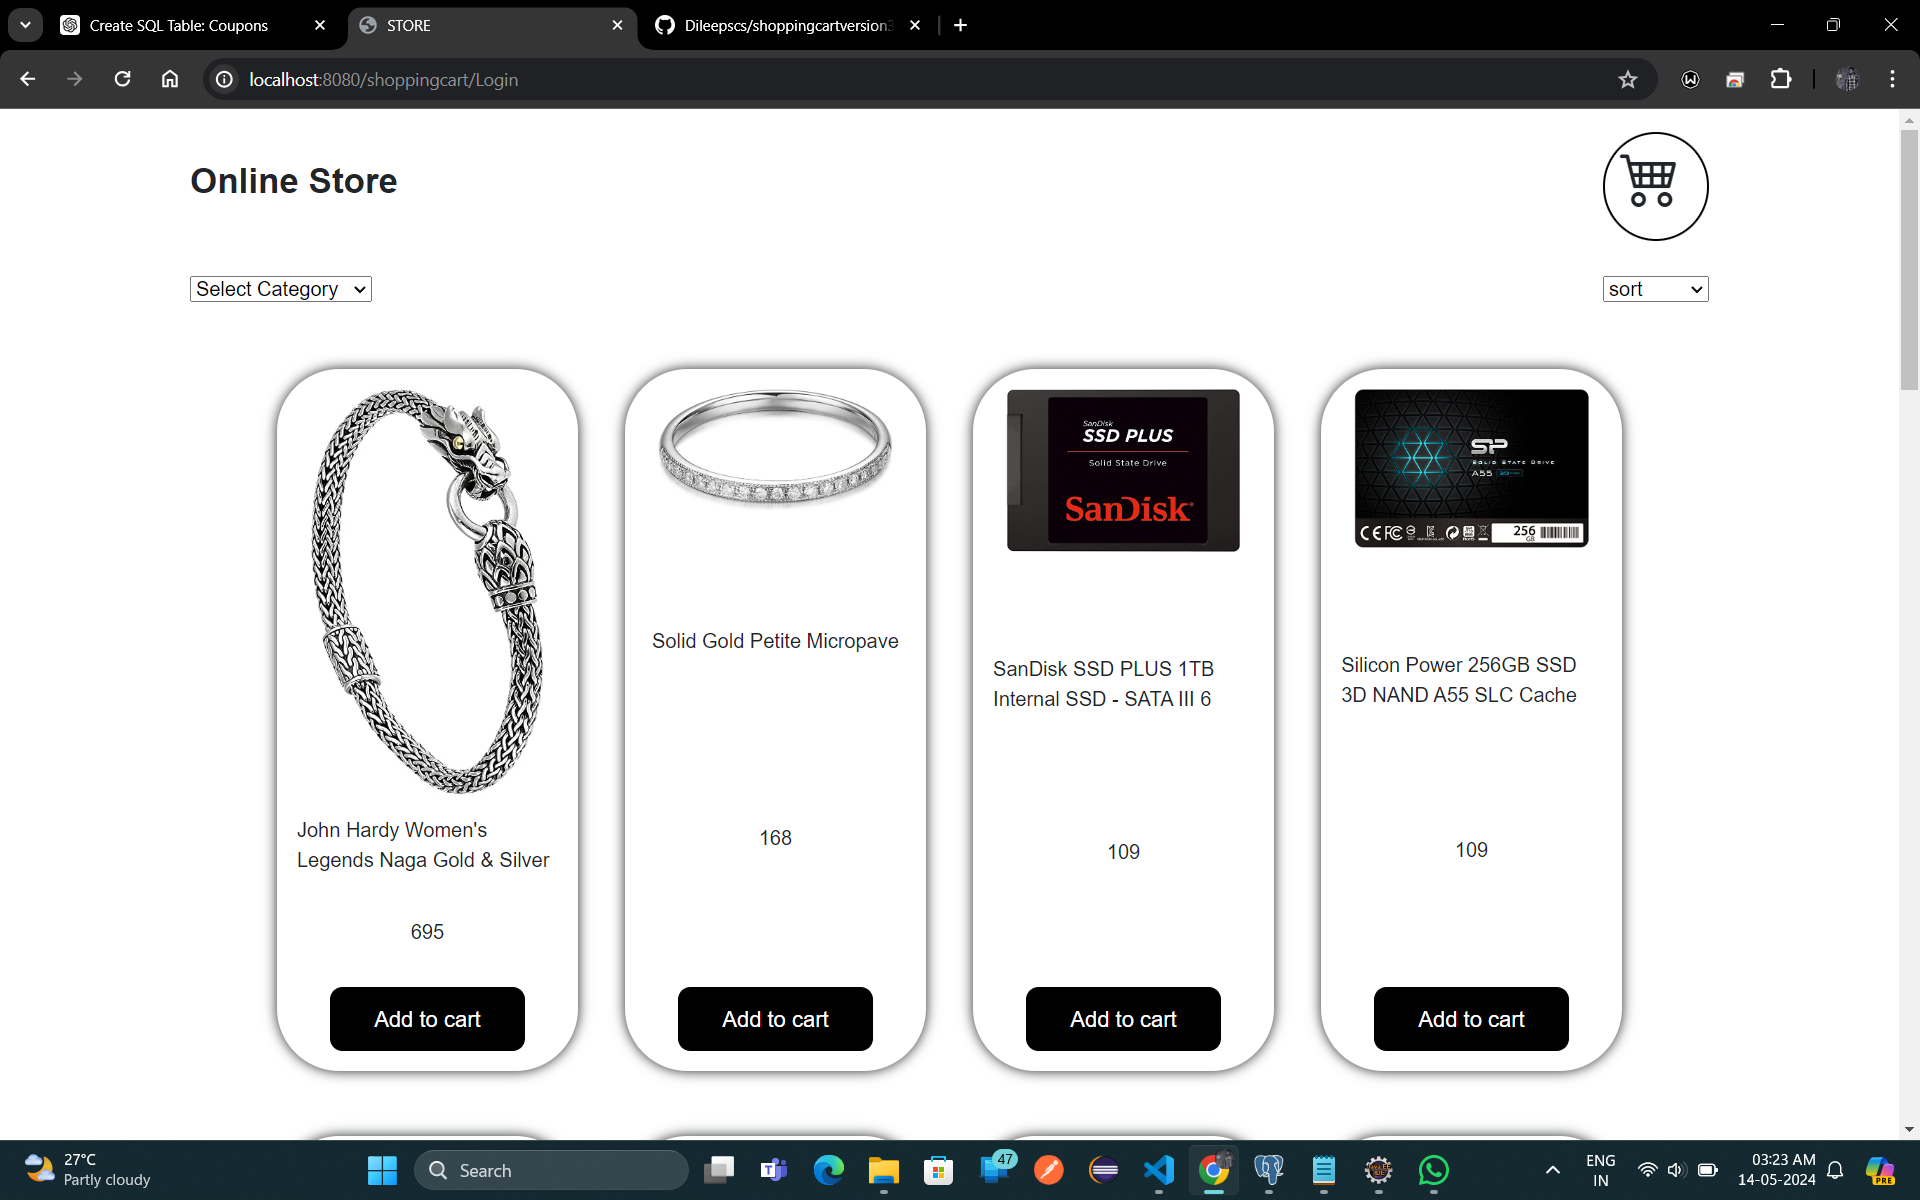 Create SQL Table: Coupons
STORE
Dileepscs/shoppingcartversion3
localhost:8080/shoppingcart/Login
Online Store
Select Category
sort
SanDisk
SSD PLUS
Solid State Drive
SanDisk
SP
SOLID STATE DRIVE
A55
256
GB
John Hardy Women's
Legends Naga Gold & Silver
695
Add to cart
Solid Gold Petite Micropave
168
Add to cart
SanDisk SSD PLUS 1TB
Internal SSD - SATA III 6
109
Add to cart
Silicon Power 256GB SSD
3D NAND A55 SLC Cache
109
Add to cart
27°C
Partly cloudy
Search
47
ENG
IN
03:23 AM
14-05-2024
PRE